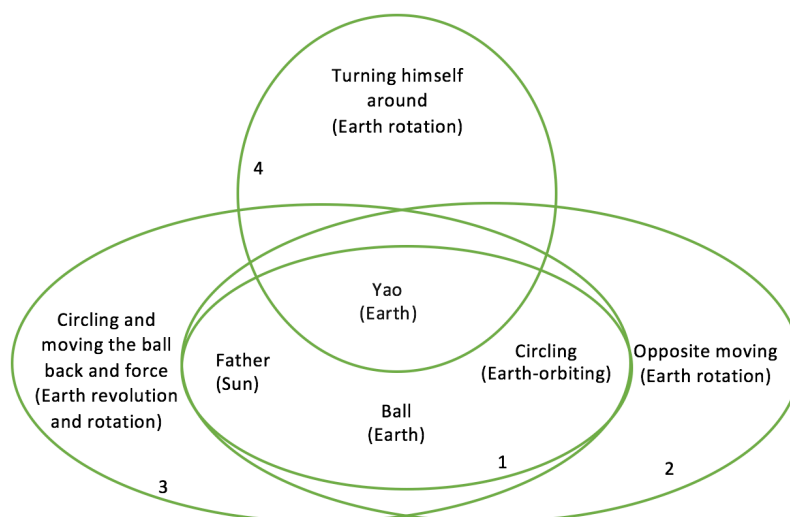 Turning himself
around
(Earth rotation)
4
Yao
(Earth)
Circling and
moving the ball
back and force
(Earth revolution
and rotation)
Father
(Sun)
Circling
(Earth-orbiting)
Opposite moving
(Earth rotation)
Ball
(Earth)
1
2
3